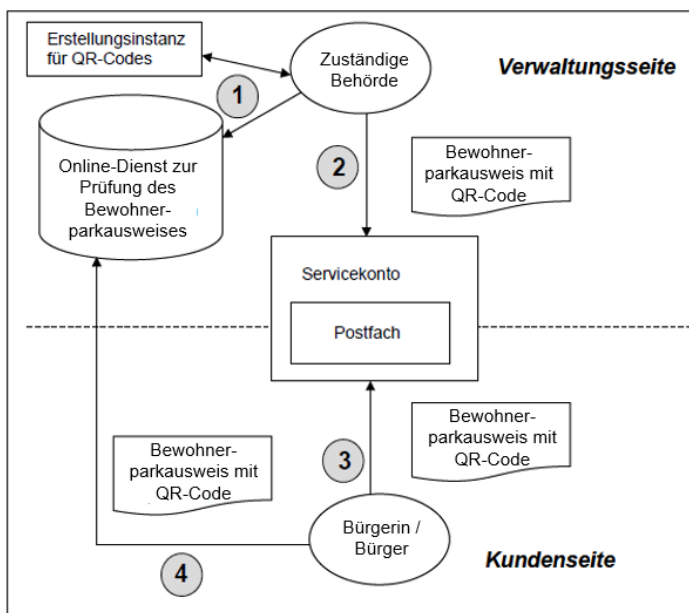 Erstellungsinstanz
für QR-Codes
Zuständige
Behörde
Verwaltungsseite
1
Online-Dienst zur
Prüfung des
Bewohner-
parkausweises
2
Bewohner-
parkausweis mit
QR-Code
Servicekonto
Postfach
Bewohner-
parkausweis mit
QR-Code
3
Bewohner-
parkausweis mit
QR-Code
Bürgerin /
Bürger
4
Kundenseite